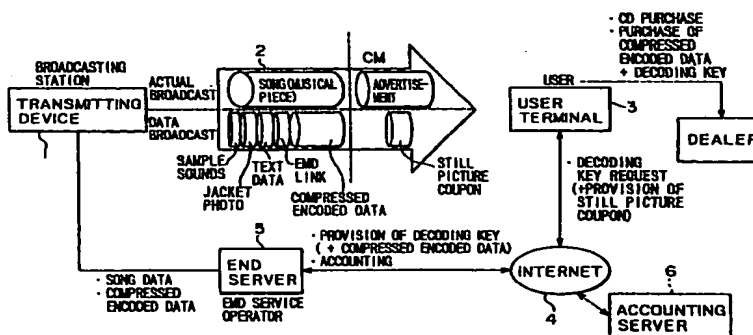 BROADCASTING
STATION
TRANSMITTING
DEVICE
1
ACTUAL
BROADCAST
DATA
BROADCAST
2
SONG(MUSICAL
PIECE)
CM
ADVERTISE-
MENT
SAMPLE
SOUNDS
JACKET
PHOTO
TEXT
DATA
EMD
LINK
COMPRESSED
ENCODED DATA
STILL
PICTURE
COUPON
· CD PURCHASE
· PURCHASE OF
COMPRESSED
ENCODED DATA
+ DECODING KEY
USER
USER
TERMINAL
3
DEALER
· DECODING
KEY REQUEST
(+PROVISION OF
STILL PICTURE
COUPON)
· PROVISION OF DECODING KEY
( + COMPRESSED ENCODED DATA)
· ACCOUNTING
5
END
SERVER
EMD SERVICE
OPERATOR
· SONG DATA
· COMPRESSED
ENCODED DATA
INTERNET
4
6
ACCOUNTING
SERVER